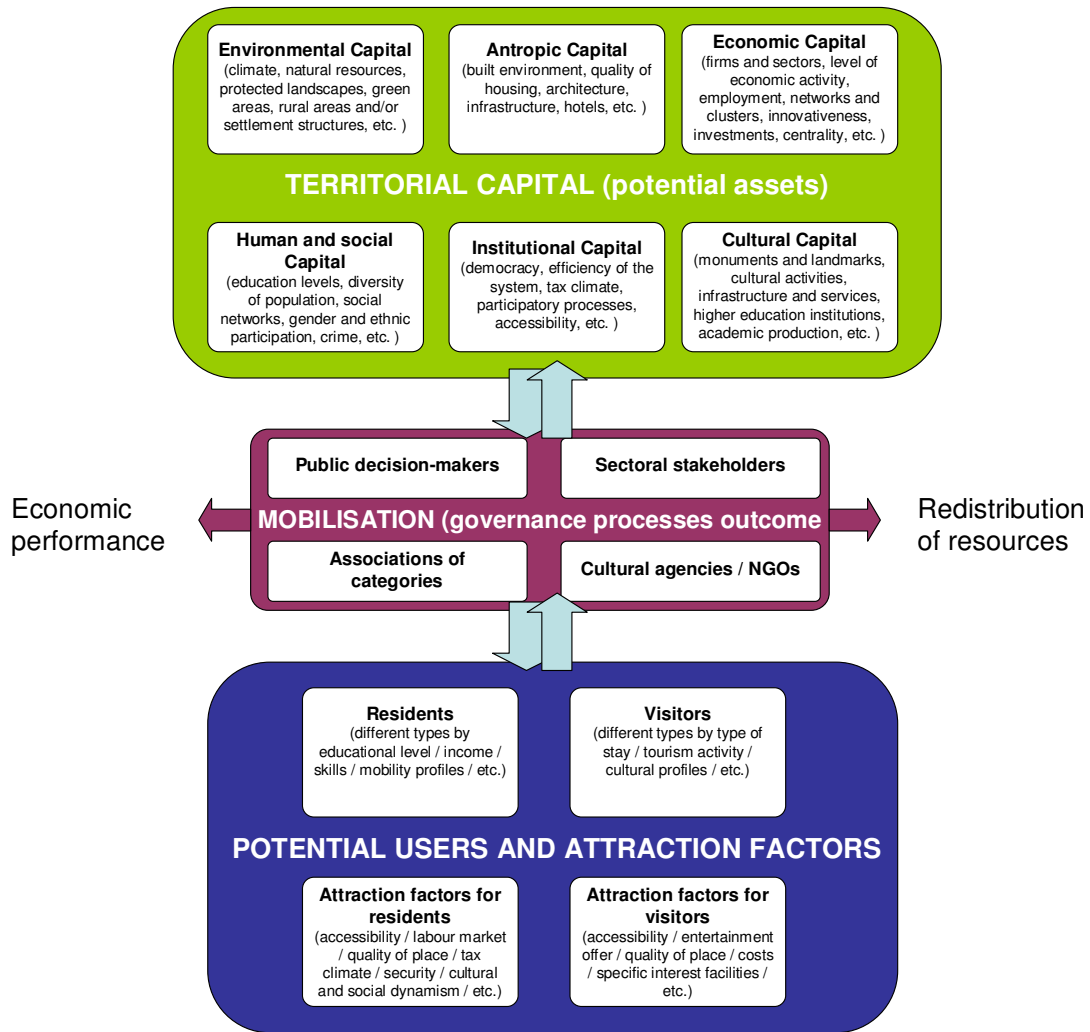 Environmental Capital
(climate, natural resources,
protected landscapes, green
areas, rural areas and/or
settlement structures, etc. )
Antropic Capital
(built environment, quality of
housing, architecture,
infrastructure, hotels, etc. )
Economic Capital
(firms and sectors, level of
economic activity,
employment, networks and
clusters, innovativeness,
investments, centrality, etc. )
TERRITORIAL CAPITAL (potential assets)
Human and social
Capital
(education levels, diversity
of population, social
networks, gender and ethnic
participation, crime, etc. )
Institutional Capital
(democracy, efficiency of the
system, tax climate,
participatory processes,
accessibility, etc. )
Cultural Capital
(monuments and landmarks,
cultural activities,
infrastructure and services,
higher education institutions,
academic production, etc. )
Public decision-makers
Sectoral stakeholders
Economic
performance
MOBILISATION (governance processes outcome
Redistribution
of resources
Associations of
categories
Cultural agencies / NGOs
Residents
(different types by
educational level / income /
skills / mobility profiles / etc.)
Visitors
(different types by type of
stay / tourism activity /
cultural profiles / etc.)
POTENTIAL USERS AND ATTRACTION FACTORS
Attraction factors for
residents
(accessibility / labour market
/ quality of place / tax
climate / security / cultural
and social dynamism / etc.)
Attraction factors for
visitors
(accessibility / entertainment
offer / quality of place / costs
/ specific interest facilities /
etc.)